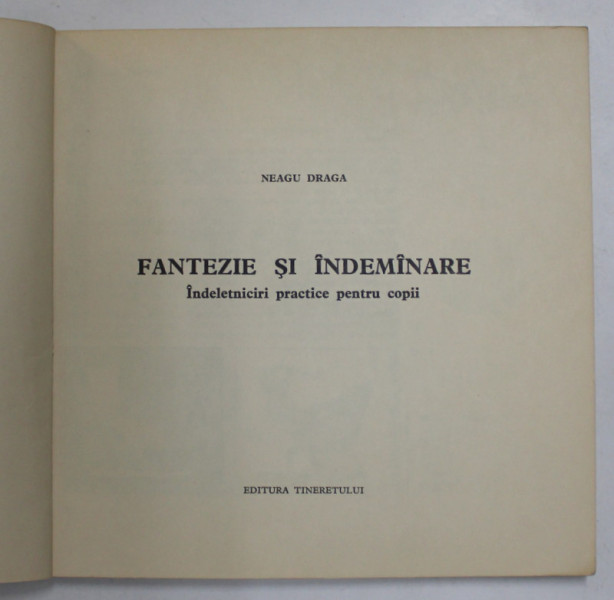 NEAGU DRAGA
FANTEZIE ȘI ÎNDEMÎNARE
Îndeletniciri practice pentru copii
EDITURA TINERETULUI